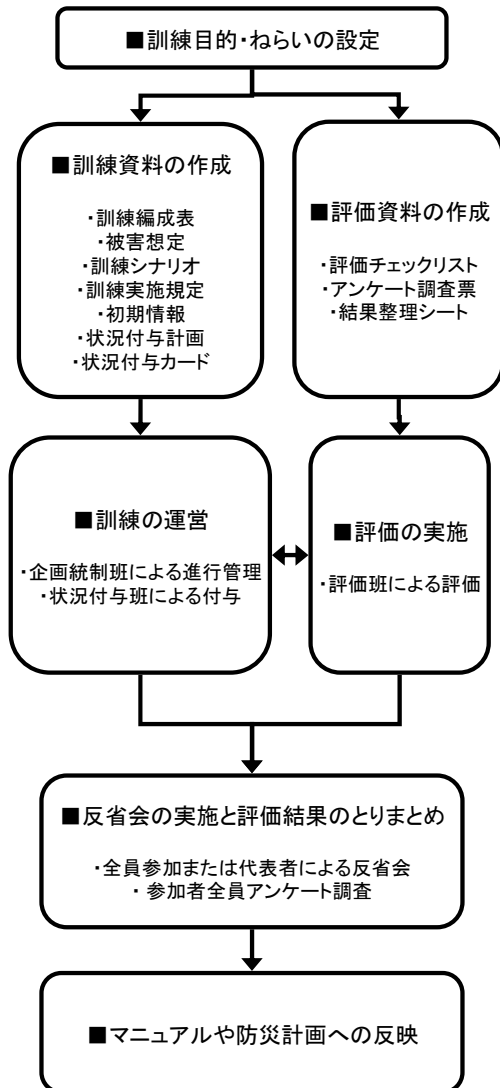 ■訓練目的・ねらいの設定
■訓練資料の作成
・訓練編成表
・被害想定
・訓練シナリオ
・訓練実施規定
・初期情報
・状況付与計画
・状況付与カード
■評価資料の作成
・評価チェックリスト
・アンケート調査票
・結果整理シート
■訓練の運営
・企画統制班による進行管理
・状況付与班による付与
■評価の実施
・評価班による評価
■反省会の実施と評価結果のとりまとめ
・全員参加または代表者による反省会
・参加者全員アンケート調査
■マニュアルや防災計画への反映